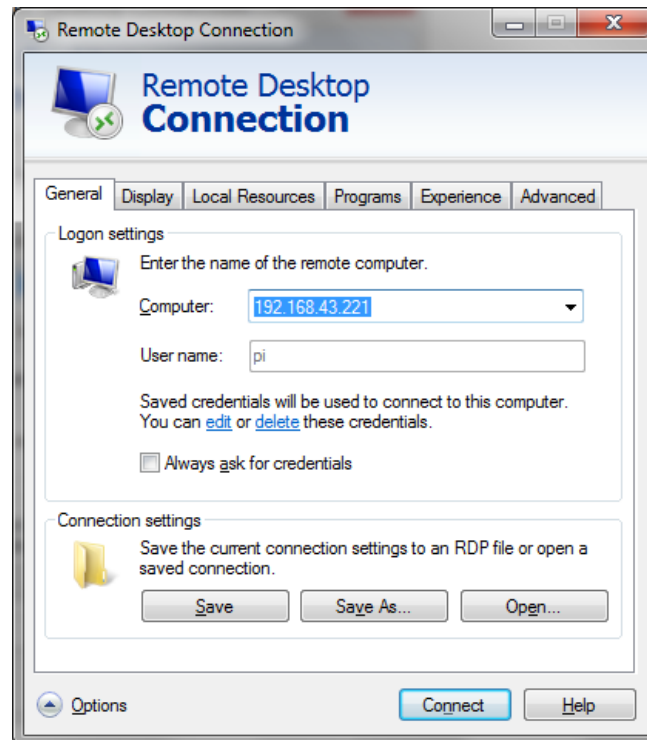 Remote Desktop Connection
Remote Desktop
Connection
General Display Local Resources Programs Experience Advanced
Logon settings
Enter the name of the remote computer.
Computer: 192.168.43.221
User name: pi
Saved credentials will be used to connect to this computer.
You can edit or delete these credentials.
Always ask for credentials
Connection settings
Save the current connection settings to an RDP file or open a
saved connection.
Save Save As... Open...
Options Connect Help